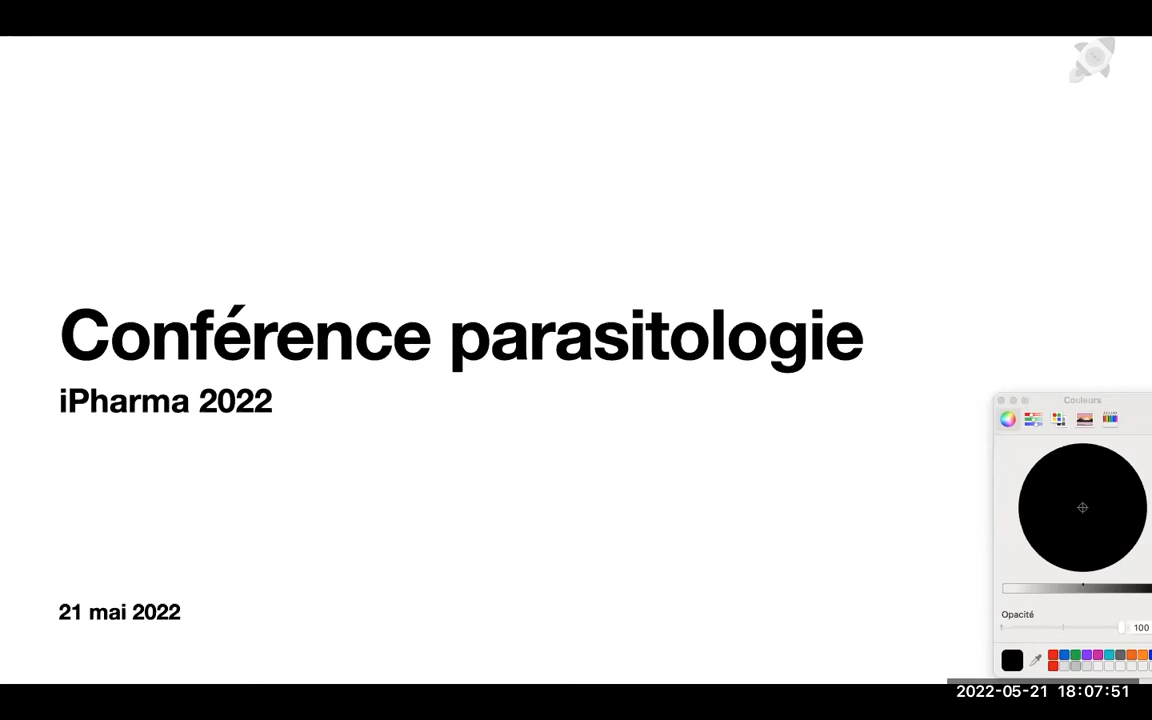 Conférence parasitologie
iPharma 2022
Couleurs
Opacité
100
21 mai 2022
2022-05-21 18:07:51